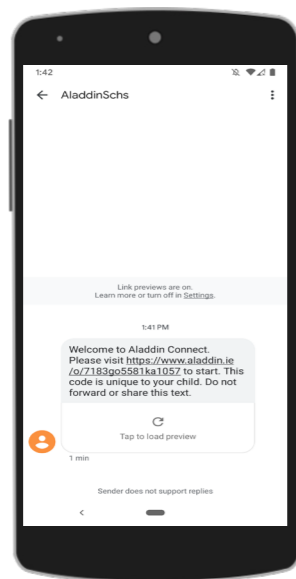 1:42
AladdinSchs
Link previews are on.
Learn more or turn off in Settings.
1:41 PM
Welcome to Aladdin Connect.
Please visit https://www.aladdin.ie
/o/7183go5581ka1057 to start. This
code is unique to your child. Do not
forward or share this text.
Tap to load preview
1 min
Sender does not support replies